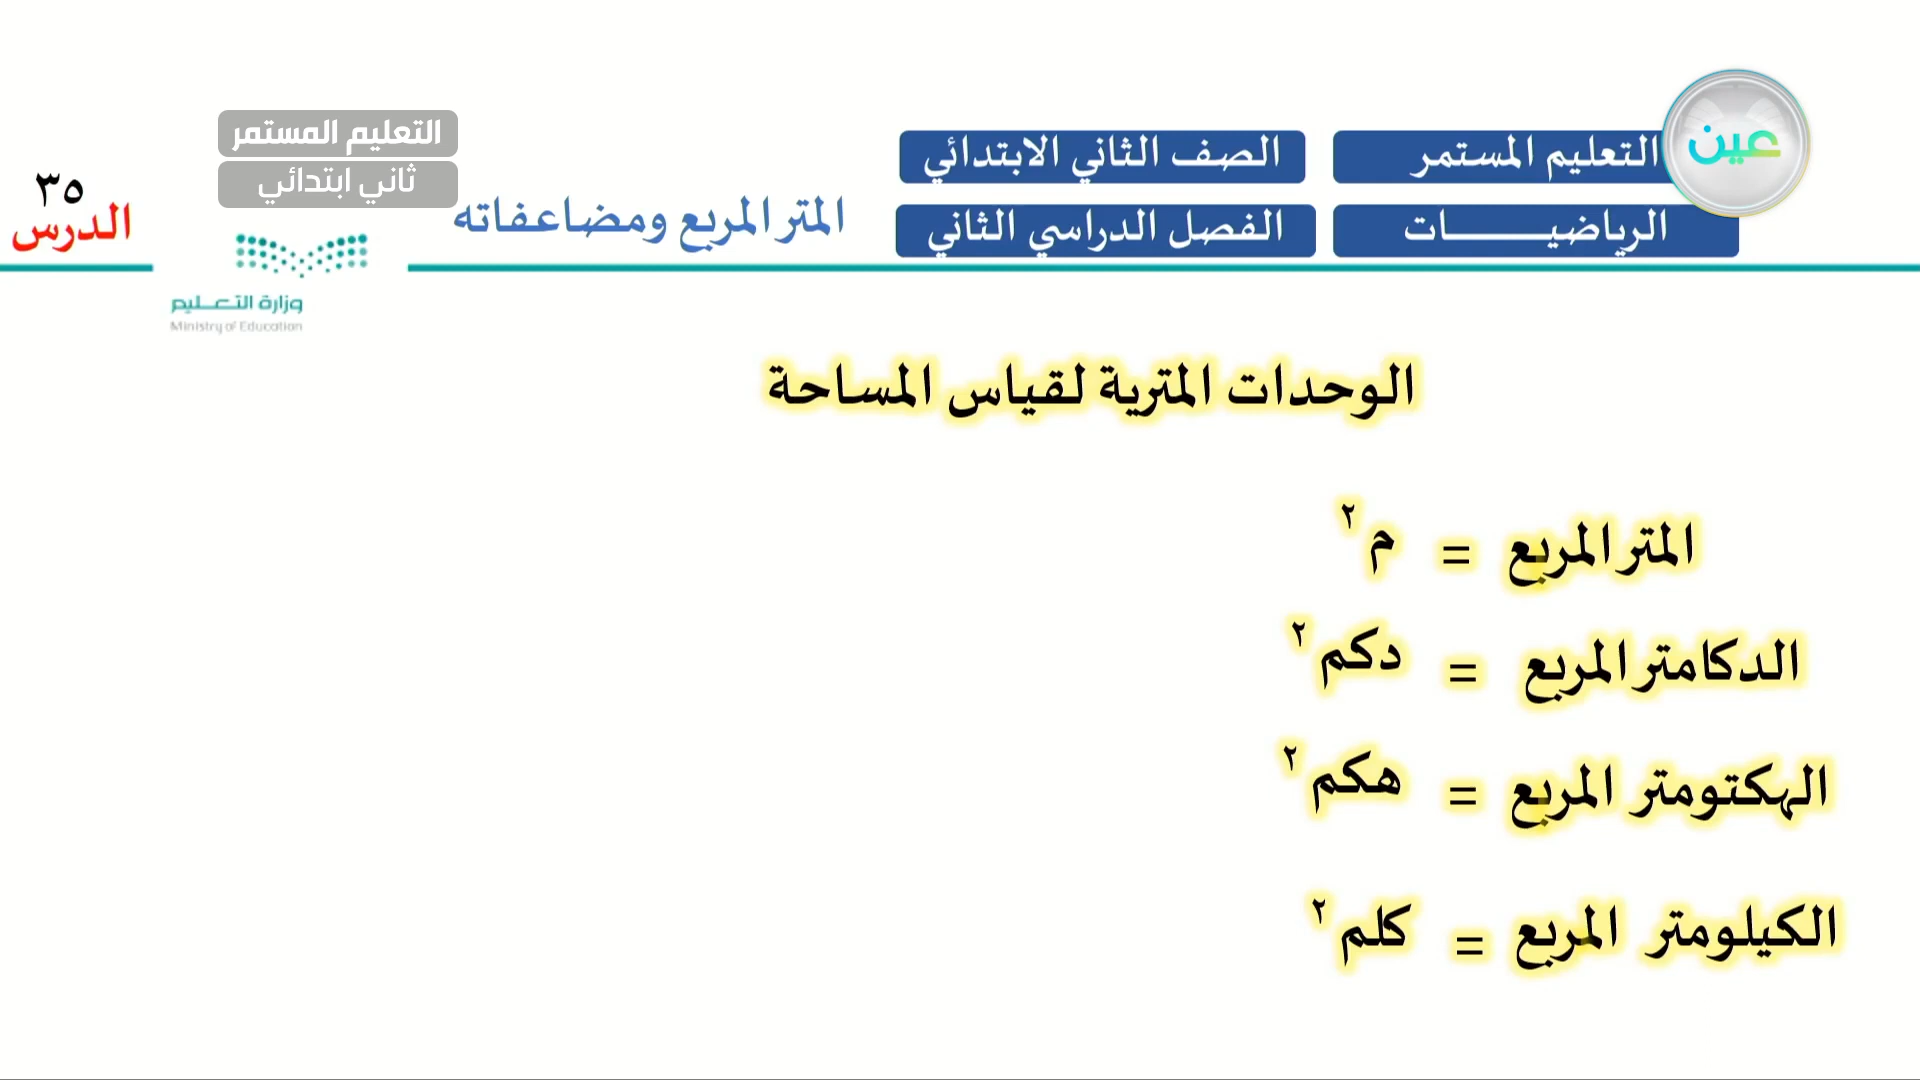 عين
التعليم المستمر
الصف الثاني الابتدائي
الرياضيـــــــات
الفصل الدراسي الثاني
المتر المربع ومضاعفاته
التعليم المستمر
ثاني ابتدائي
٣٥
الدرس
وزارة التعـليم
Ministry of Education
الوحدات المترية لقياس المساحة
المتر المربع = م٢
الدكامتر المربع = دكم٢
الهكتومتر المربع = هكم٢
الكيلومتر المربع = كلم٢